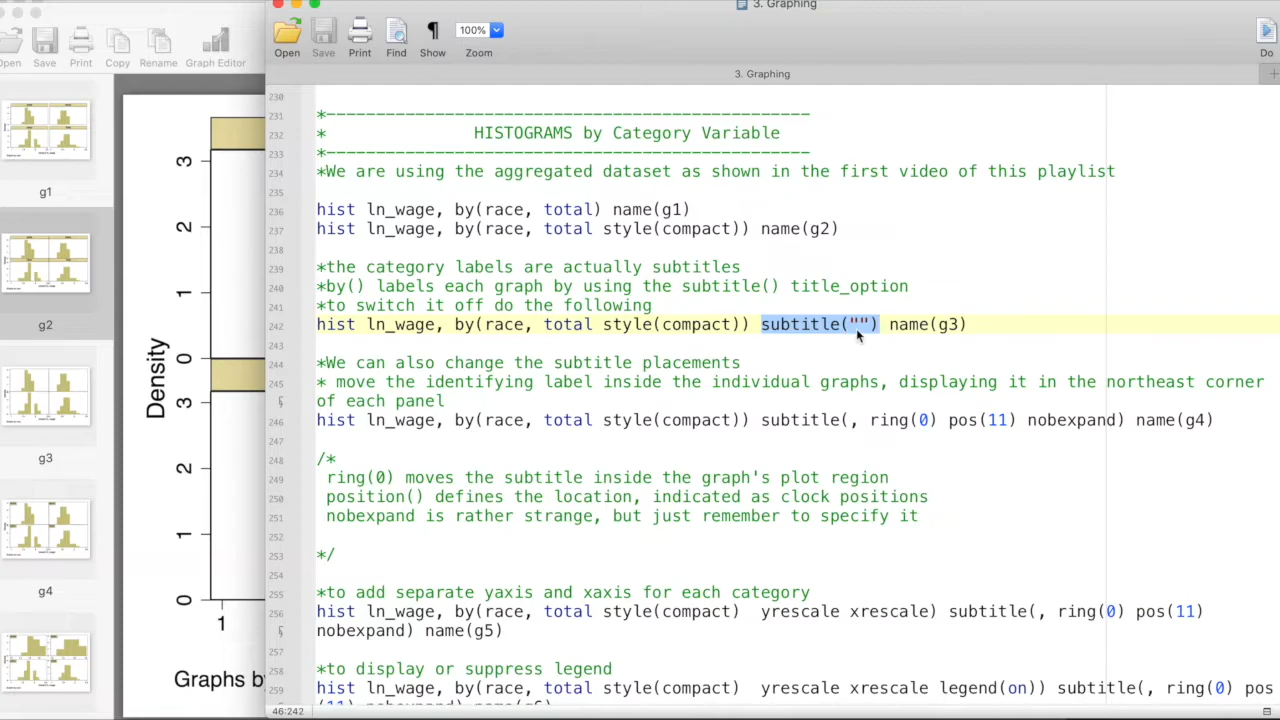 3. Graphing
Open
Save
Print
Copy
Rename
Graph Editor
Open
Save
Print
Find
Show
100%
Zoom
Do
3. Graphing
g1
g2
g3
g4
3
2
1
0
3
2
1
0
1
Density
Graphs b
230
231 *------------------------------------------------
232 * HISTOGRAMS by Category Variable
233 *------------------------------------------------
234 *We are using the aggregated dataset as shown in the first video of this playlist
235
236 hist ln_wage, by(race, total) name(g1)
237 hist ln_wage, by(race, total style(compact)) name(g2)
238
239 *the category labels are actually subtitles
240 *by() labels each graph by using the subtitle() title_option
241 *to switch it off do the following
242 hist ln_wage, by(race, total style(compact)) subtitle("") name(g3)
243
244 *We can also change the subtitle placements
245 * move the identifying label inside the individual graphs, displaying it in the northeast corner
of each panel
246 hist ln_wage, by(race, total style(compact)) subtitle(, ring(0) pos(11) nobexpand) name(g4)
247
248 /*
249 ring(0) moves the subtitle inside the graph's plot region
250 position() defines the location, indicated as clock positions
251 nobexpand is rather strange, but just remember to specify it
252
253 */
254
255 *to add separate yaxis and xaxis for each category
256 hist ln_wage, by(race, total style(compact)  yrescale xrescale) subtitle(, ring(0) pos(11)
nobexpand) name(g5)
257
258 *to display or suppress legend
259 hist ln_wage, by(race, total style(compact)  yrescale xrescale legend(on)) subtitle(, ring(0) pos
46:242